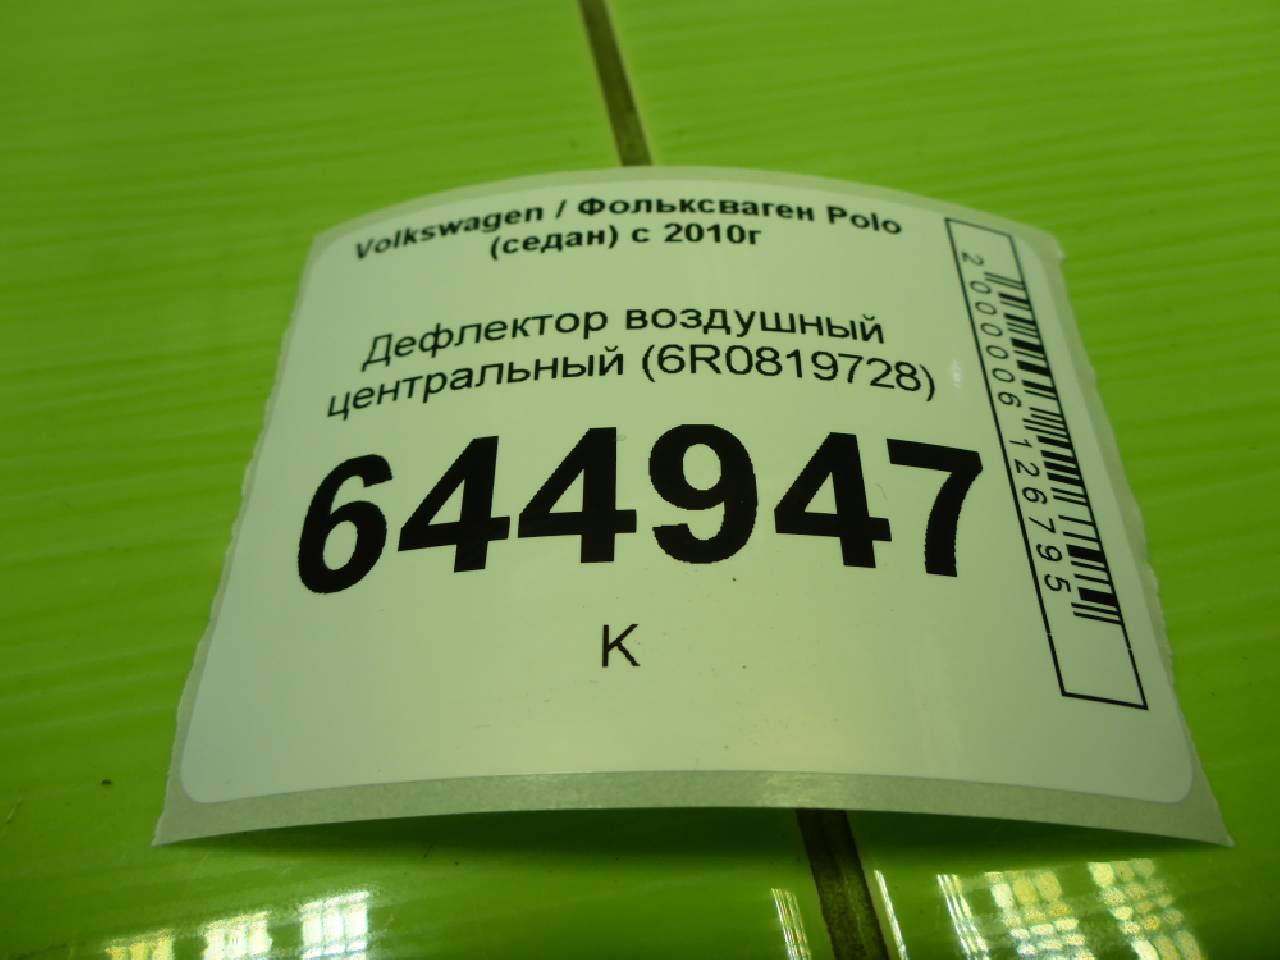 Volkswagen / Фольксваген Polo
(седан) с 2010г
Дефлектор воздушный
центральный (6R0819728)
644947
К
2000006126795